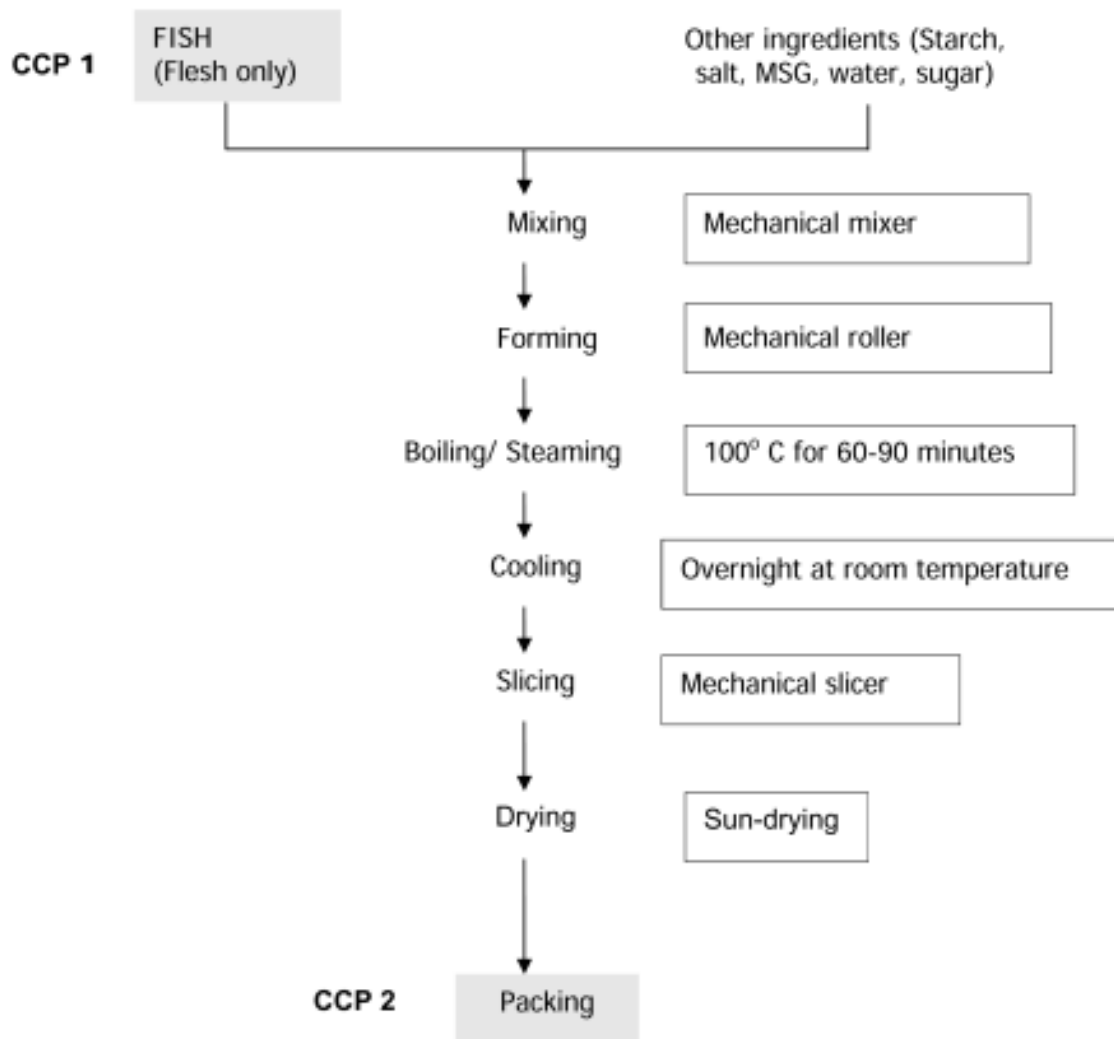 CCP 1
FISH
(Flesh only)
Other ingredients (Starch,
salt, MSG, water, sugar)
Mixing
Mechanical mixer
Forming
Mechanical roller
Boiling/ Steaming
100° C for 60-90 minutes
Cooling
Overnight at room temperature
Slicing
Mechanical slicer
Drying
Sun-drying
CCP 2
Packing